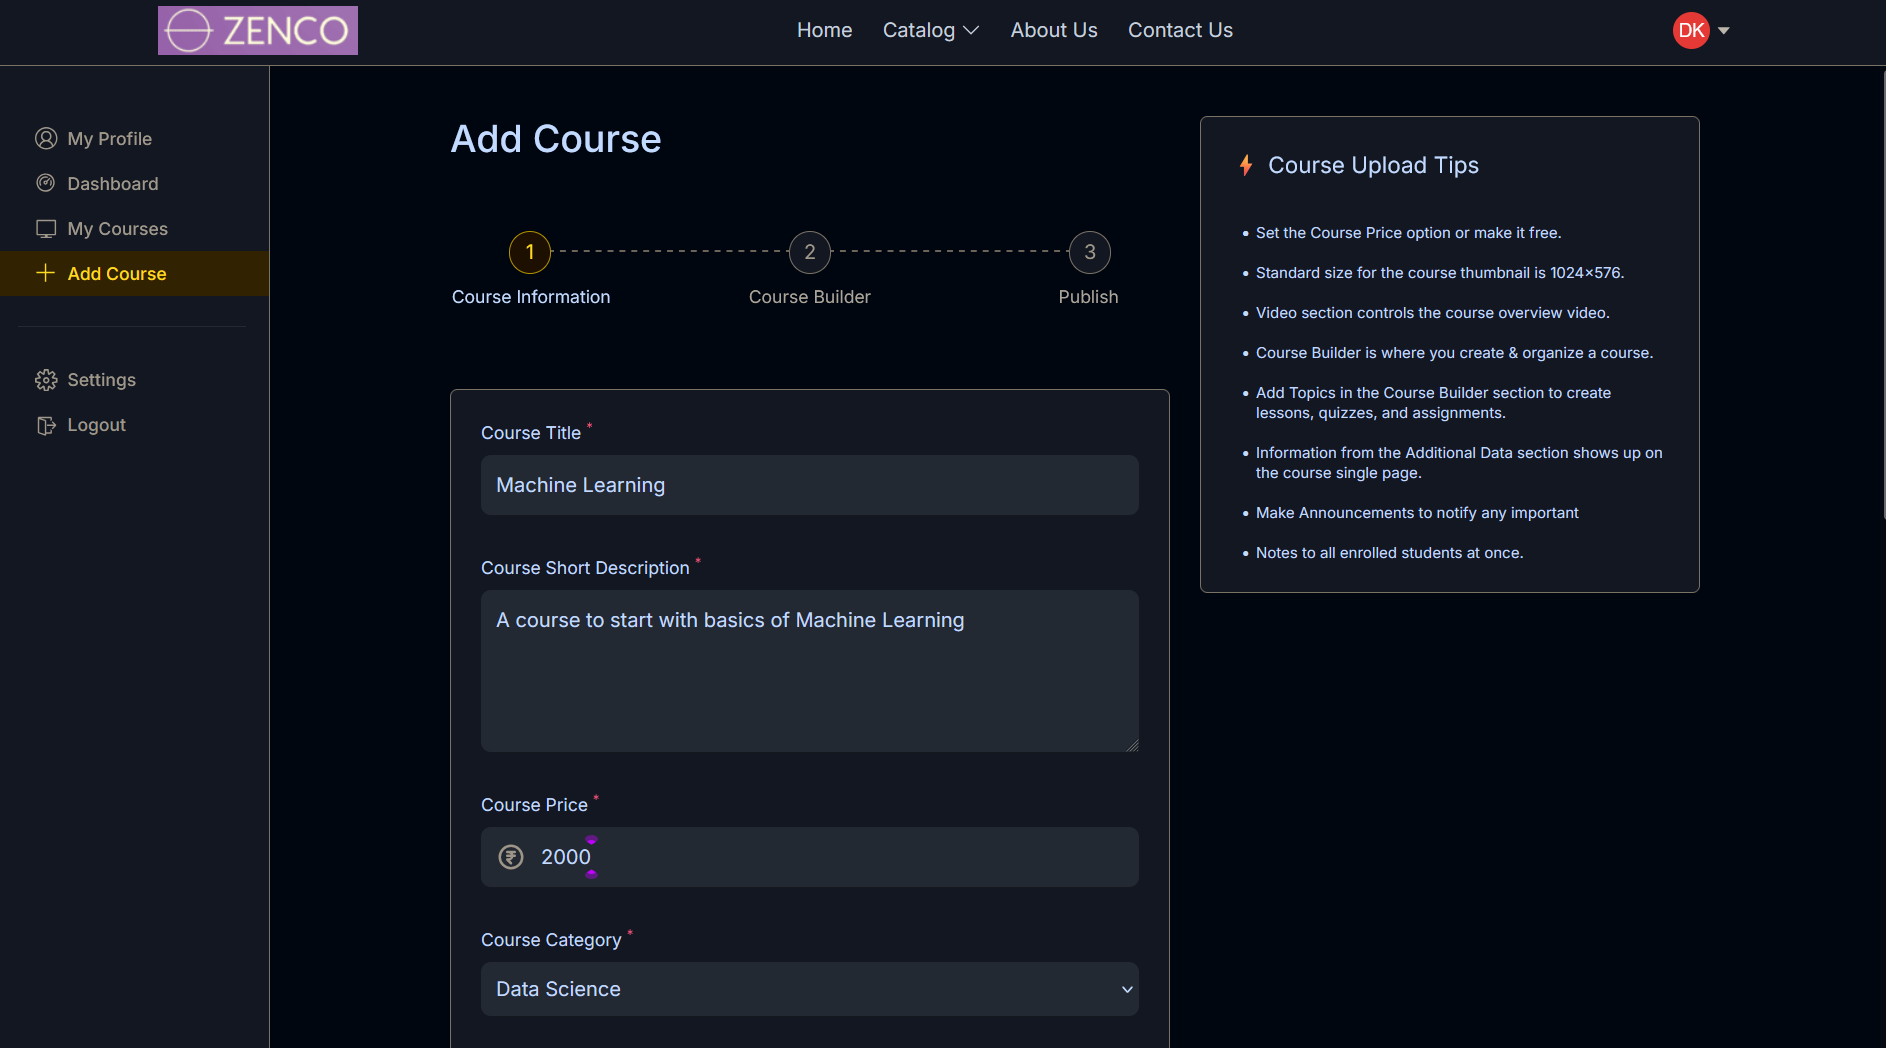 ZENCO
Home
Catalog
About Us
Contact Us
DK
My Profile
Dashboard
My Courses
Add Course
Settings
Logout
Add Course
1
2
3
Course Information
Course Builder
Publish
Course Title *
Machine Learning
Course Short Description *
A course to start with basics of Machine Learning
Course Price *
₹ 2000
Course Category *
Data Science
Course Upload Tips
• Set the Course Price option or make it free.
• Standard size for the course thumbnail is 1024×576.
• Video section controls the course overview video.
• Course Builder is where you create & organize a course.
• Add Topics in the Course Builder section to create
lessons, quizzes, and assignments.
• Information from the Additional Data section shows up on
the course single page.
• Make Announcements to notify any important
• Notes to all enrolled students at once.